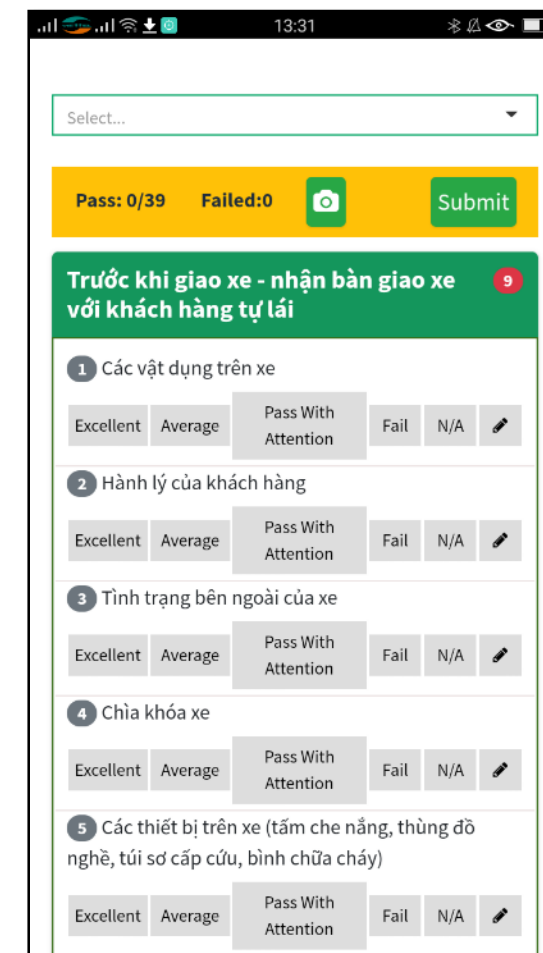 13:31
Select...
Pass: 0/39 Failed:0 Submit
Trước khi giao xe - nhận bàn giao xe 9
với khách hàng tự lái
1 Các vật dụng trên xe
Excellent Average Pass With Attention Fail N/A
2 Hành lý của khách hàng
Excellent Average Pass With Attention Fail N/A
3 Tình trạng bên ngoài của xe
Excellent Average Pass With Attention Fail N/A
4 Chìa khóa xe
Excellent Average Pass With Attention Fail N/A
5 Các thiết bị trên xe (tấm che nắng, thùng đồ
nghề, túi sơ cấp cứu, bình chữa cháy)
Excellent Average Pass With Attention Fail N/A